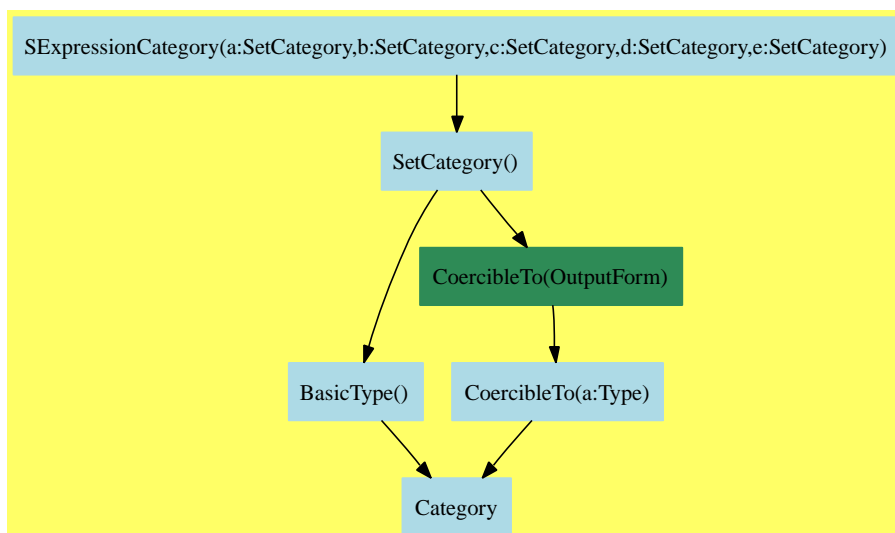 SExpressionCategory(a:SetCategory,b:SetCategory,c:SetCategory,d:SetCategory,e:SetCategory)
SetCategory()
CoercibleTo(OutputForm)
BasicType()
CoercibleTo(a:Type)
Category